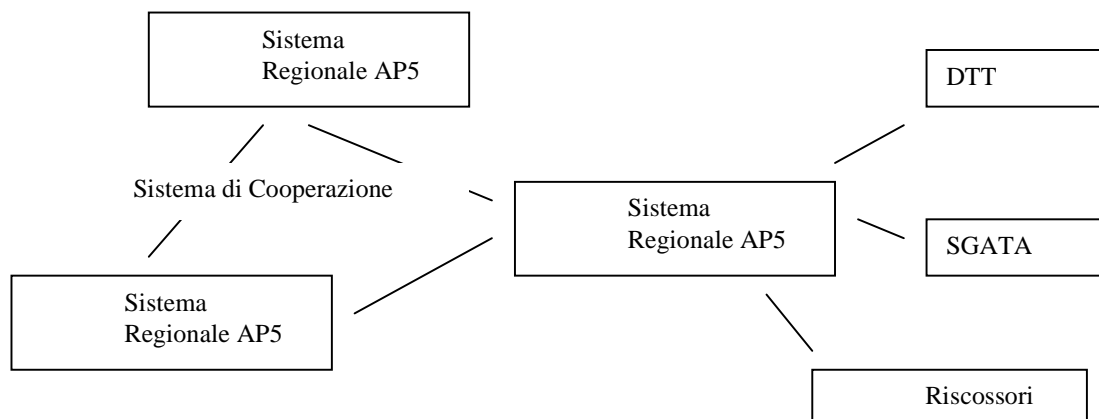 Sistema
Regionale AP5
DTT
Sistema di Cooperazione
Sistema
Regionale AP5
SGATA
Sistema
Regionale AP5
Riscossori